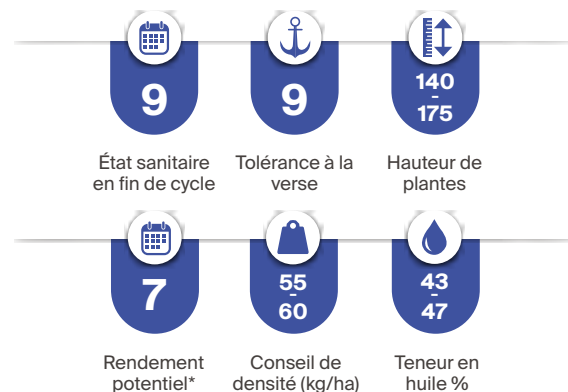 9
9
140
-
175
État sanitaire
en fin de cycle
Tolérance à la
verse
Hauteur de
plantes
7
55
-
60
43
-
47
Rendement
potentiel*
Conseil de
densité (kg/ha)
Teneur en
huile %